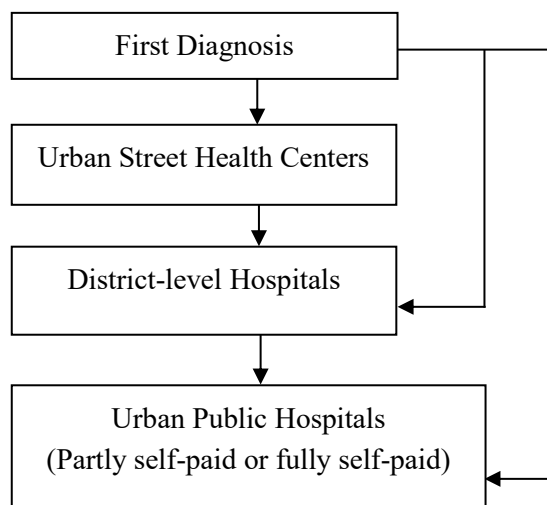 First Diagnosis
Urban Street Health Centers
District-level Hospitals
Urban Public Hospitals
(Partly self-paid or fully self-paid)